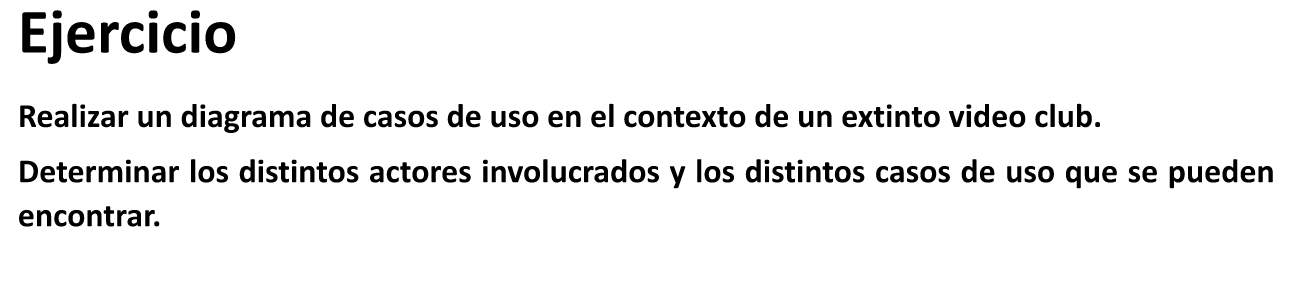 Ejercicio
Realizar un diagrama de casos de uso en el contexto de un extinto video club.
Determinar los distintos actores involucrados y los distintos casos de uso que se pueden
encontrar.